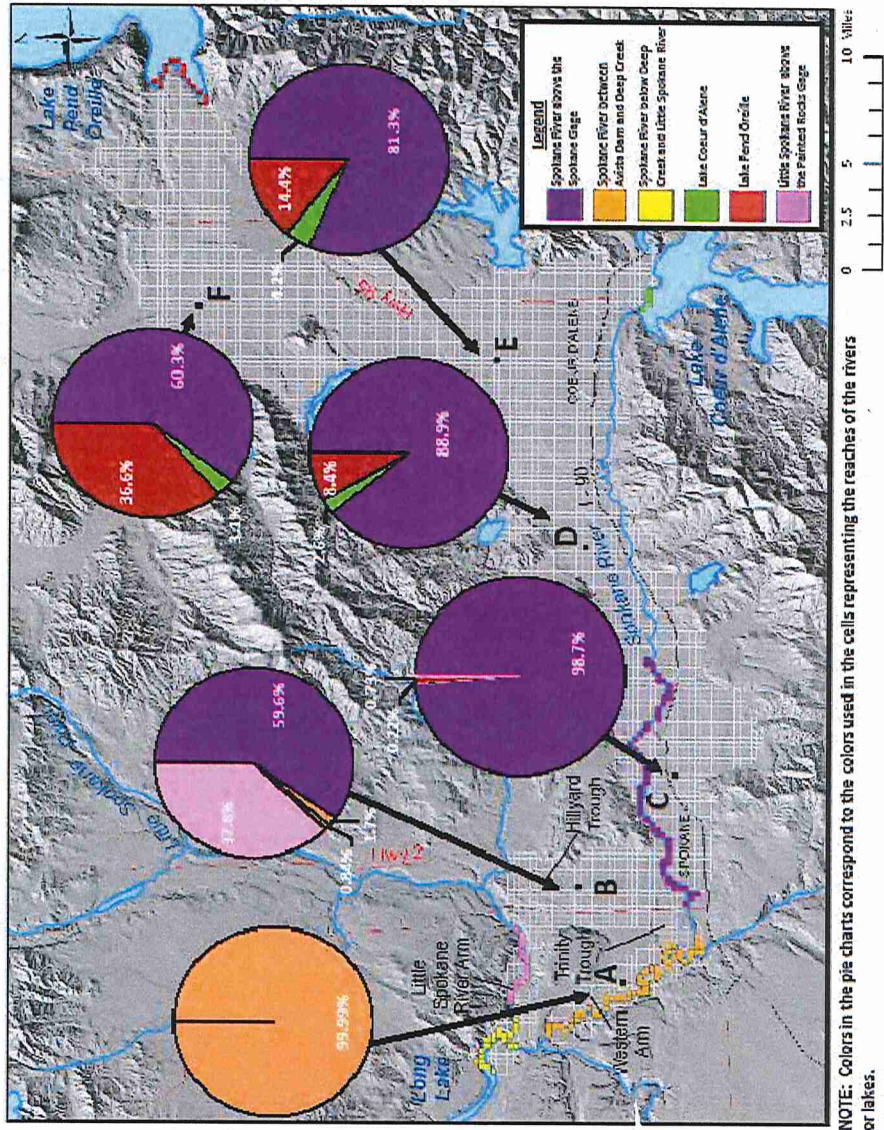 Lake
Pend
Oreille
N
36.6%
60.3%
F
14.4%
81.3%
8.4%
88.9%
E
D
COEUR D'ALENE
I-90
Spokane River
Lake
Coeur d'Alene
Little Spokane River
59.6%
98.7%
Hillyard
Trough
B
C
SPOKANE
99.99%
Little
Spokane
River Arm
Long
Lake
Trinity
Trough
A
Western
Arm
Legend
Spokane River above the
Spokane Gage
Spokane River between
Avista Dam and Deep Creek
Spokane River below Deep
Creek and Little Spokane River
Lake Coeur d'Alene
Lake Pend Oreille
Little Spokane River above
the Painted Rocks Gage
0 2.5 5 10 Miles
NOTE: Colors in the pie charts correspond to the colors used in the cells representing the reaches of the rivers
or lakes.